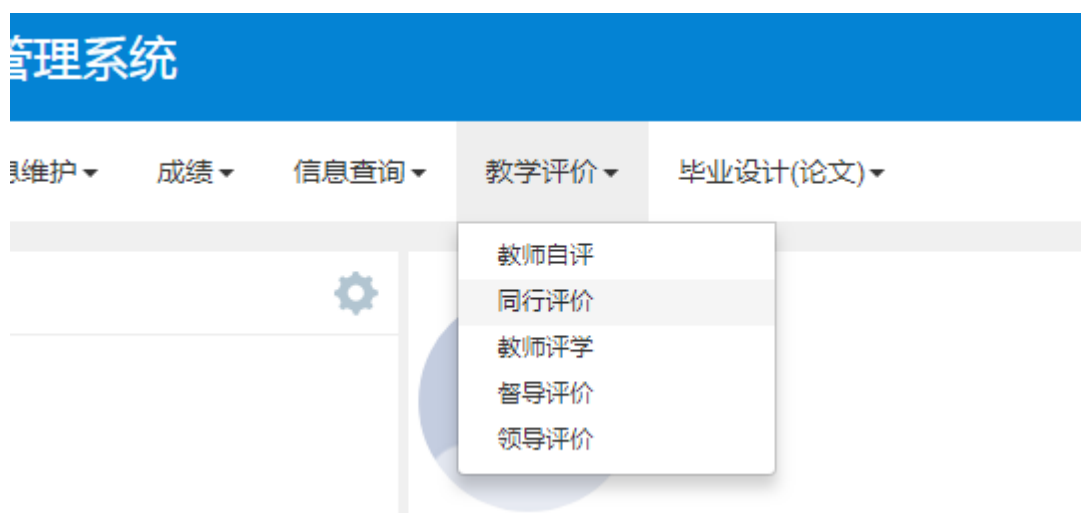 管理系统
息维护 成绩 信息查询 教学评价 毕业设计(论文)
教师自评
同行评价
教师评学
督导评价
领导评价